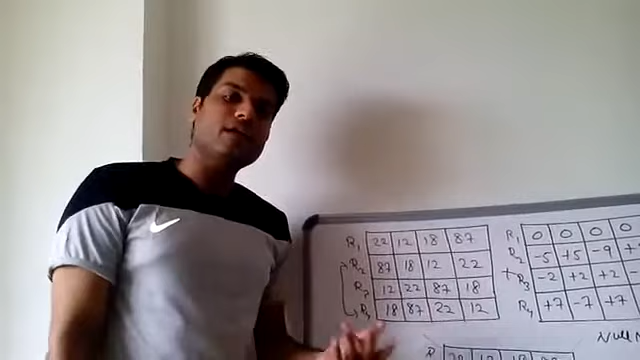 R1 22 12 18 87
R2 87 18 12 22
R3 12 22 87 18
R4 18 87 22 12
R1 0 0 0 0
R2 -5 +5 -9
+ R3 -2 +2 +2
R4 +7 -7 +7
Null
R